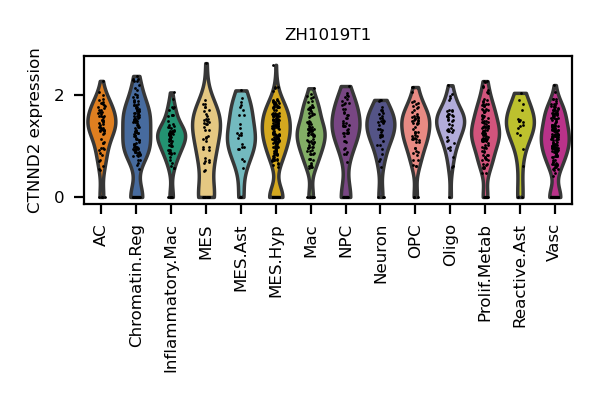 ZH1019T1
CTNND2 expression
2
0
AC
Chromatin.Reg
Inflammatory.Mac
MES
MES.Ast
MES.Hyp
Mac
NPC
Neuron
OPC
Oligo
Prolif.Metab
Reactive.Ast
Vasc